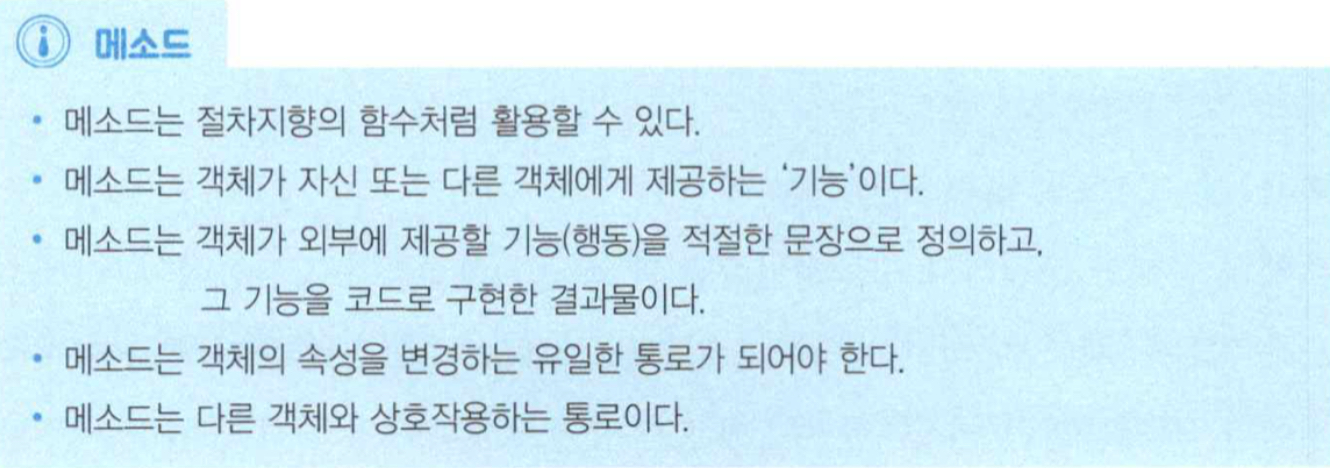 메소드
• 메소드는 절차지향의 함수처럼 활용할 수 있다.
• 메소드는 객체가 자신 또는 다른 객체에게 제공하는 '기능'이다.
• 메소드는 객체가 외부에 제공할 기능(행동)을 적절한 문장으로 정의하고,
그 기능을 코드로 구현한 결과물이다.
• 메소드는 객체의 속성을 변경하는 유일한 통로가 되어야 한다.
• 메소드는 다른 객체와 상호작용하는 통로이다.